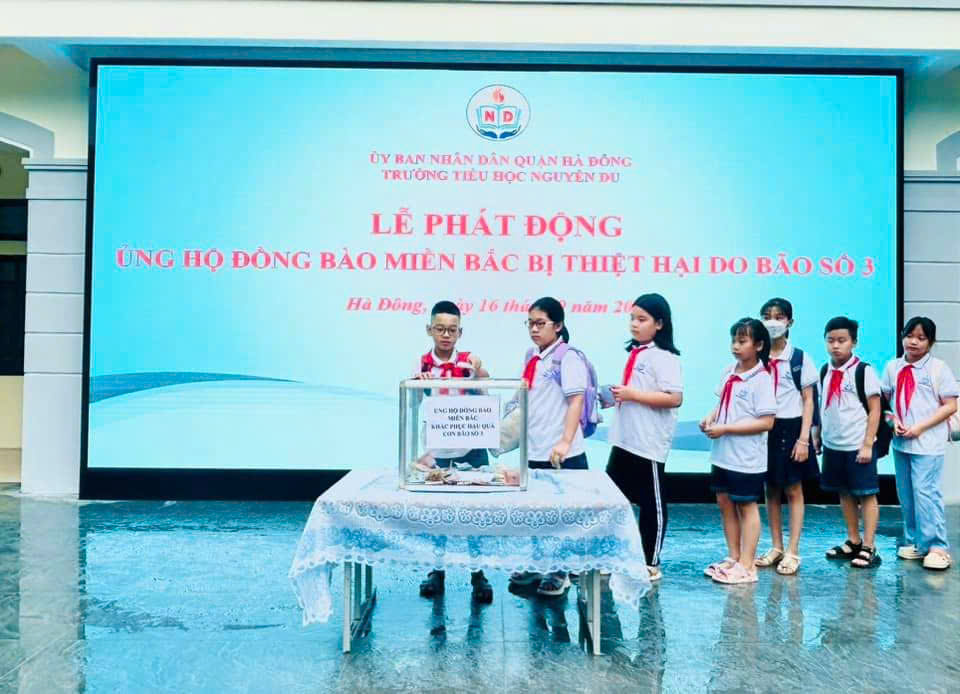 N D
ỦY BAN NHÂN DÂN QUẬN HÀ ĐÔNG
TRƯỜNG TIỂU HỌC NGUYỄN DU
LỄ PHÁT ĐỘNG
ỦNG HỘ ĐỒNG BÀO MIỀN BẮC BỊ THIỆT HẠI DO BÃO SỐ 3
Hà Đông, 16 năm
ỦNG HỘ ĐỒNG BÀO
MIỀN BẮC
KHẮC PHỤC HẬU QUẢ
CƠN BÃO SỐ 3